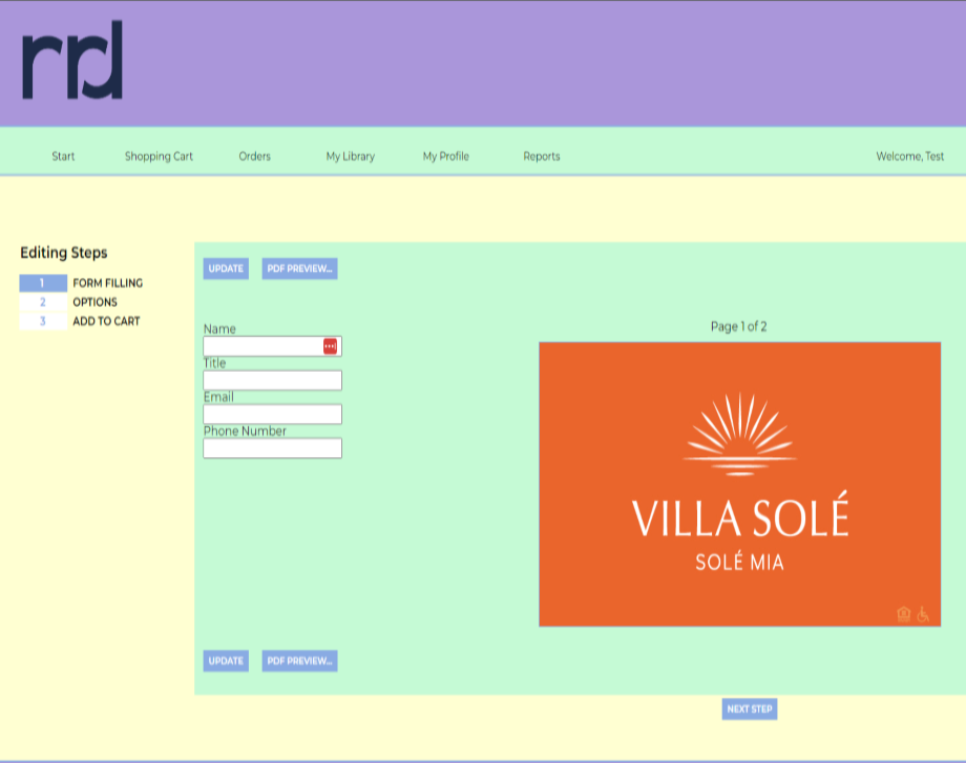 rrd
Start Shopping Cart Orders My Library My Profile Reports Welcome, Test
Editing Steps
1 FORM FILLING
2 OPTIONS
3 ADD TO CART
UPDATE PDF PREVIEW...
Name
Title
Email
Phone Number
Page 1 of 2
VILLA SOLÉ
SOLÉ MIA
UPDATE PDF PREVIEW...
NEXT STEP